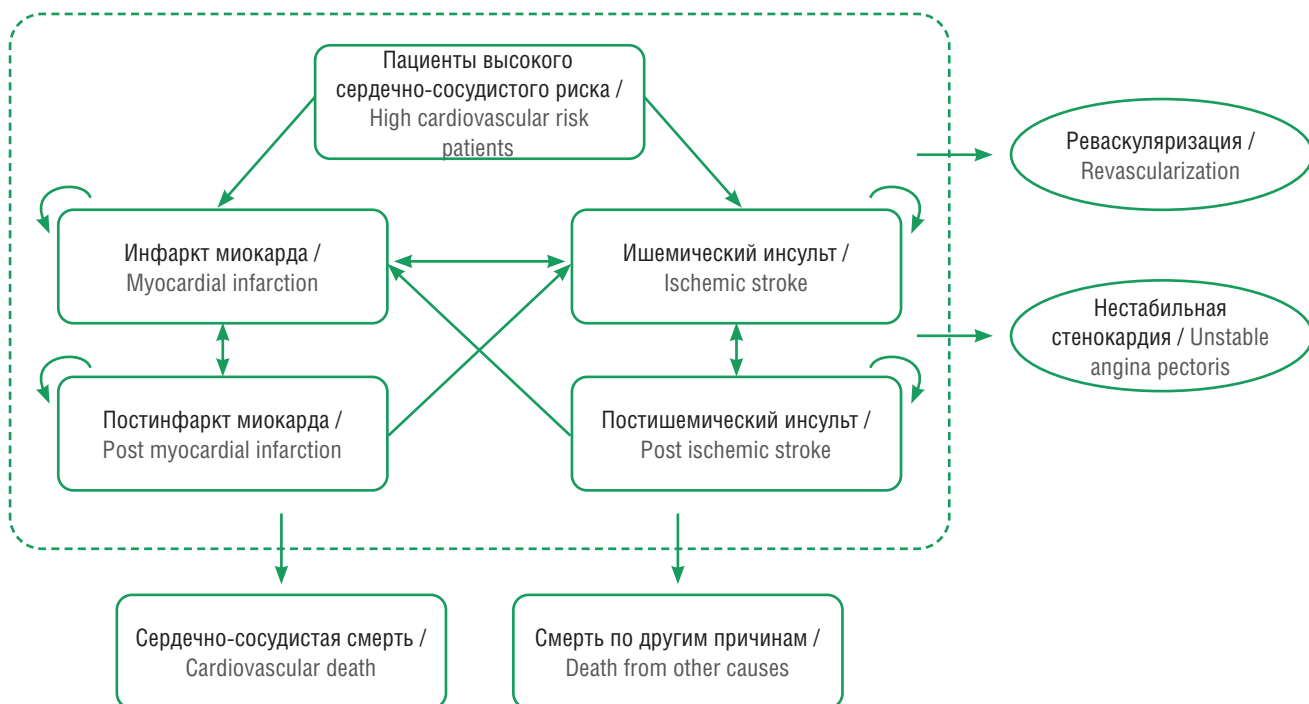 Пациенты высокого
сердечно-сосудистого риска /
High cardiovascular risk
patients
Реваскуляризация /
Revascularization
Инфаркт миокарда /
Myocardial infarction
Ишемический инсульт /
Ischemic stroke
Нестабильная
стенокардия / Unstable
angina pectoris
Постинфаркт миокарда /
Post myocardial infarction
Постишемический инсульт /
Post ischemic stroke
Сердечно-сосудистая смерть /
Cardiovascular death
Смерть по другим причинам /
Death from other causes